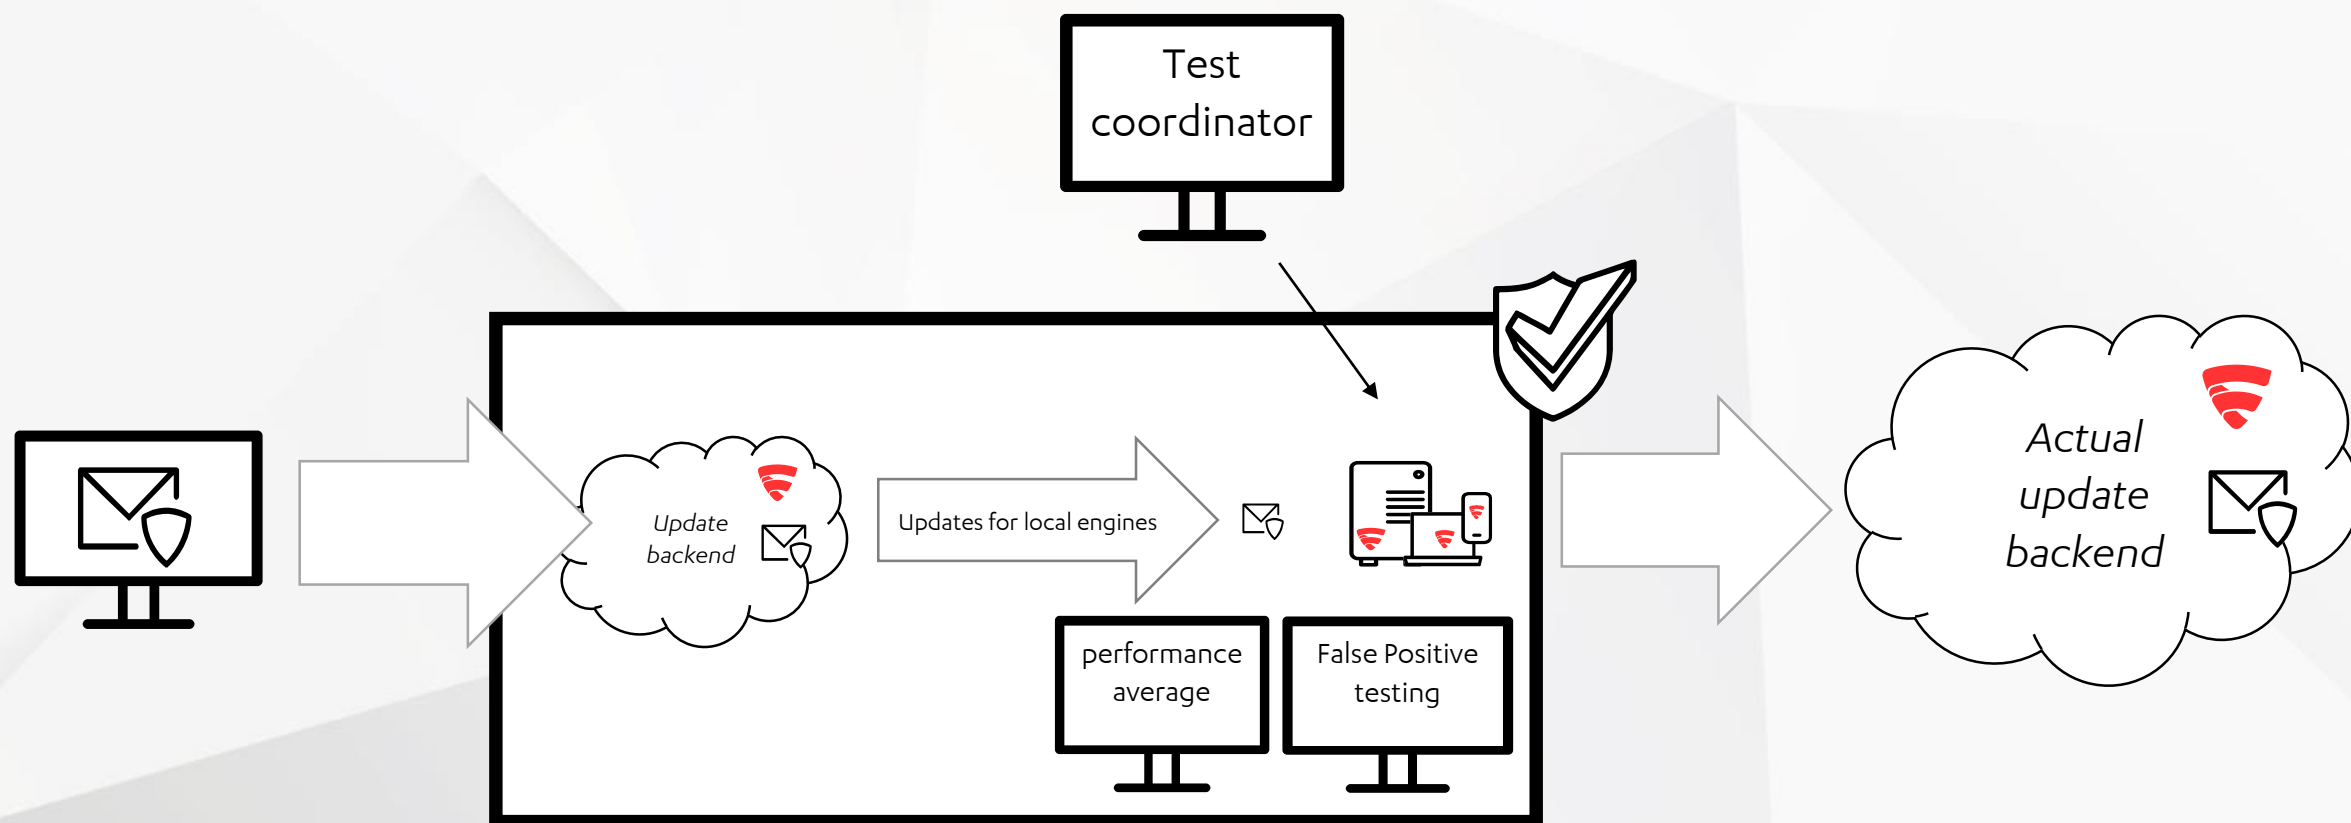 Test
coordinator
Update
backend
Updates for local engines
performance
average
False Positive
testing
Actual
update
backend